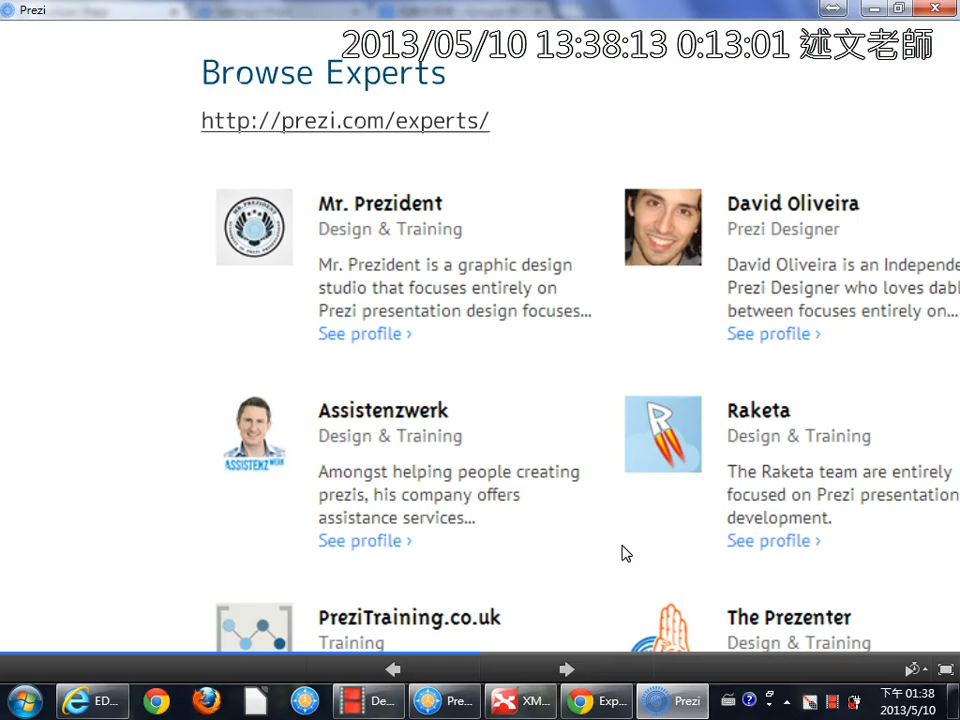 Prezi
2013/05/10 13:38:13 0:13:01 述文老師
Browse Experts
http://prezi.com/experts/
Mr. Prezident
Design & Training
Mr. Prezident is a graphic design
studio that focuses entirely on
Prezi presentation design focuses...
See profile ›
David Oliveira
Prezi Designer
David Oliveira is an Independe
Prezi Designer who loves dabl
between focuses entirely on...
See profile ›
Assistenzwerk
Design & Training
Amongst helping people creating
prezis, his company offers
assistance services...
See profile ›
ASSISTENZWERK
Raketa
Design & Training
The Raketa team are entirely
focused on Prezi presentation
development.
See profile ›
PreziTraining.co.uk
Training
The Prezenter
Design & Training
ED...
De...
Pre...
XM...
Exp...
Prezi
下午 01:38
2013/5/10